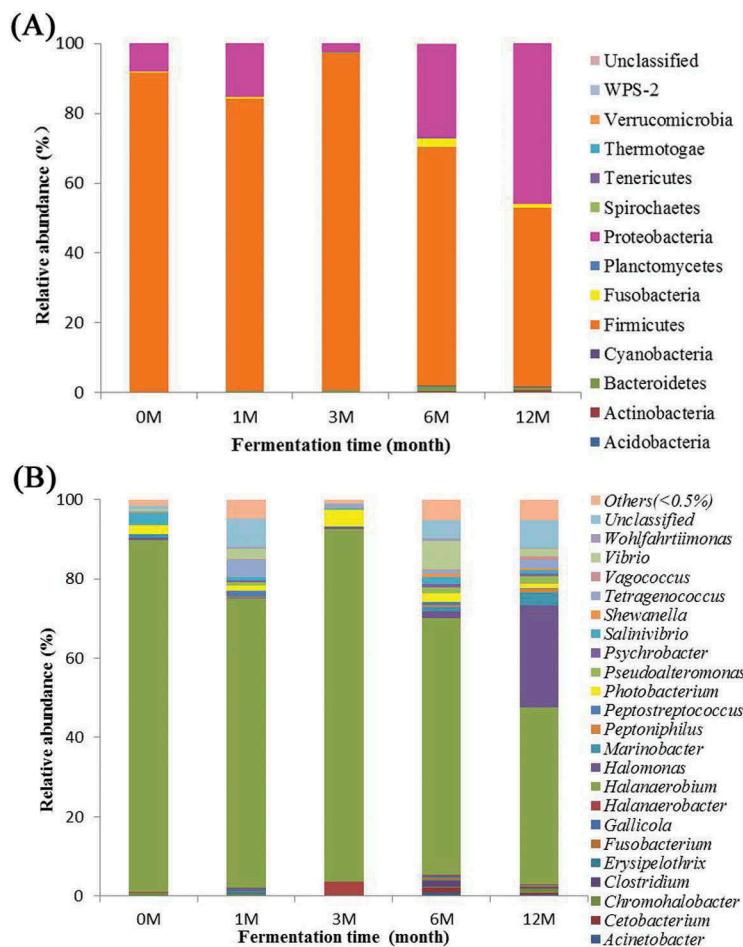 (A)
100
80
60
40
20
0
Relative abundance (%)
0M 1M 3M 6M 12M
Fermentation time (month)
Unclassified
WPS-2
Verrucomicrobia
Thermotogae
Tenericutes
Spirochaetes
Proteobacteria
Planctomycetes
Fusobacteria
Firmicutes
Cyanobacteria
Bacteroidetes
Actinobacteria
Acidobacteria
(B)
100
80
60
40
20
0
Relative abundance (%)
0M 1M 3M 6M 12M
Fermentation time (month)
Others(<0.5%)
Unclassified
Wohlfahrtiimonas
Vibrio
Vagococcus
Tetragenococcus
Shewanella
Salinivibrio
Psychrobacter
Pseudoalteromonas
Photobacterium
Peptostreptococcus
Peptoniphilus
Marinobacter
Halomonas
Halanaerobium
Halanaerobacter
Gallicola
Fusobacterium
Erysipelothrix
Clostridium
Chromohalobacter
Cetobacterium
Acinetobacter